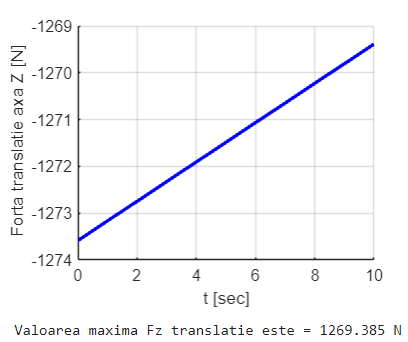 -1269
-1270
-1271
-1272
-1273
-1274
Forta translatie axa Z [N]
0 2 4 6 8 10
t [sec]
Valoarea maxima Fz translatie este = 1269.385 N